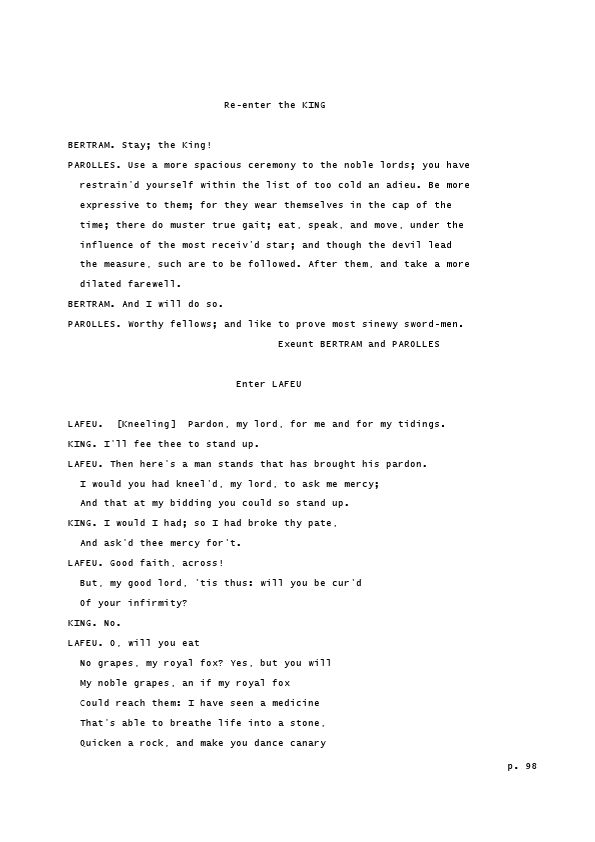 Re-enter the KING
BERTRAM. Stay; the King!
PAROLLES. Use a more spacious ceremony to the noble lords; you have
restrain'd yourself within the list of too cold an adieu. Be more
expressive to them; for they wear themselves in the cap of the
time; there do muster true gait; eat, speak, and move, under the
influence of the most receiv'd star; and though the devil lead
the measure, such are to be followed. After them, and take a more
dilated farewell.
BERTRAM. And I will do so.
PAROLLES. Worthy fellows; and like to prove most sinewy sword-men.
Exeunt BERTRAM and PAROLLES
Enter LAFEU
LAFEU. [Kneeling] Pardon, my lord, for me and for my tidings.
KING. I'll fee thee to stand up.
LAFEU. Then here's a man stands that has brought his pardon.
I would you had kneel'd, my lord, to ask me mercy;
And that at my bidding you could so stand up.
KING. I would I had; so I had broke thy pate,
And ask'd thee mercy for't.
LAFEU. Good faith, across!
But, my good lord, 'tis thus: will you be cur'd
Of your infirmity?
KING. No.
LAFEU. O, will you eat
No grapes, my royal fox? Yes, but you will
My noble grapes, an if my royal fox
Could reach them: I have seen a medicine
That's able to breathe life into a stone,
Quicken a rock, and make you dance canary
p. 98